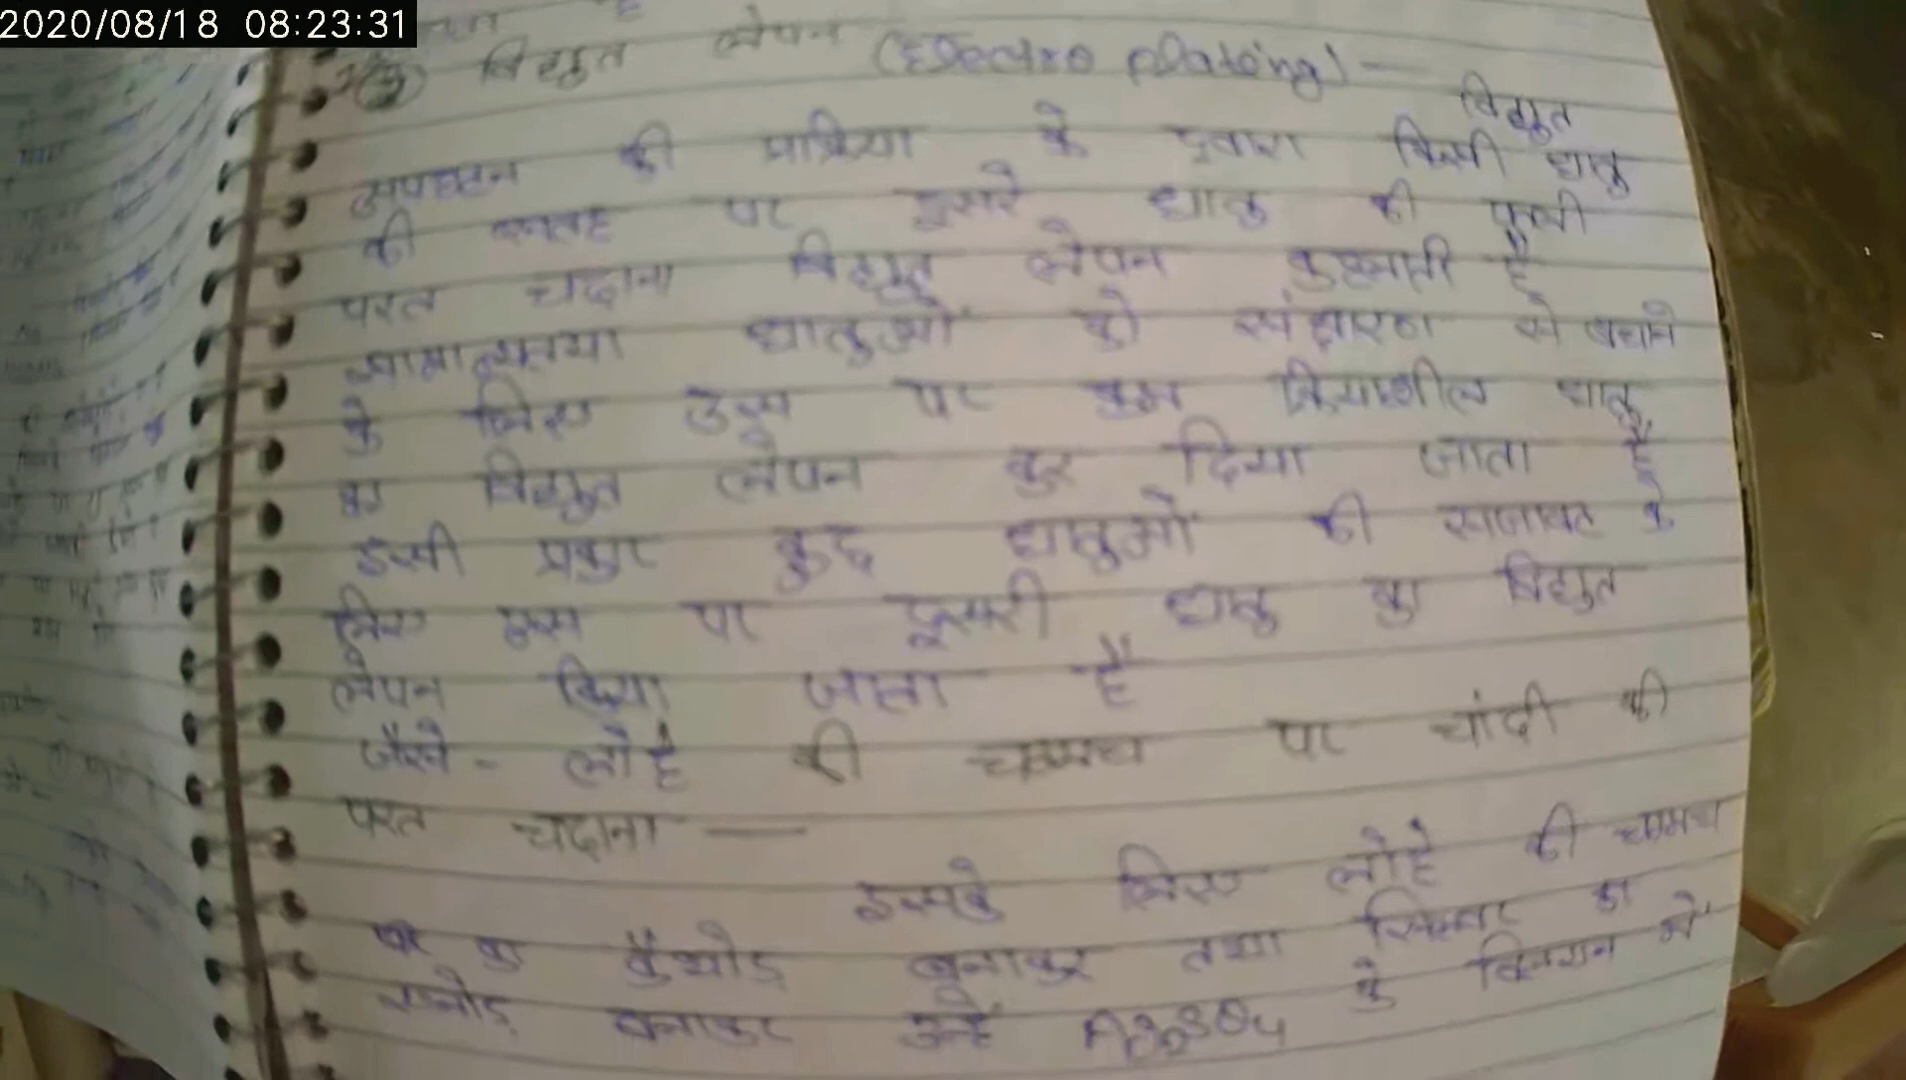 2020/08/18 08:23:31
③ विद्युत लेपन (Electro plating) —
विद्युत
अपघटन की प्रक्रिया के द्वारा किसी धातु
की सतह पर दूसरे धातु की पतली
परत चढ़ाना विद्युत लेपन कहलाती है
सामान्यतया धातुओं को संक्षारण से बचाने
के लिए उस पर कम क्रियाशील धातु
का विद्युत लेपन कर दिया जाता है
इसी प्रकार कुछ धातुओं की सजावट के
लिए इस पर दूसरी धातु का विद्युत
लेपन किया जाता है
जैसे - लोहे की चम्मच पर चांदी की
परत चढ़ाना —
इसके लिए लोहे की चम्मच
का कैथोड बनाकर तथा सिल्वर का
एनोड बनाकर उन्हें के विलयन में